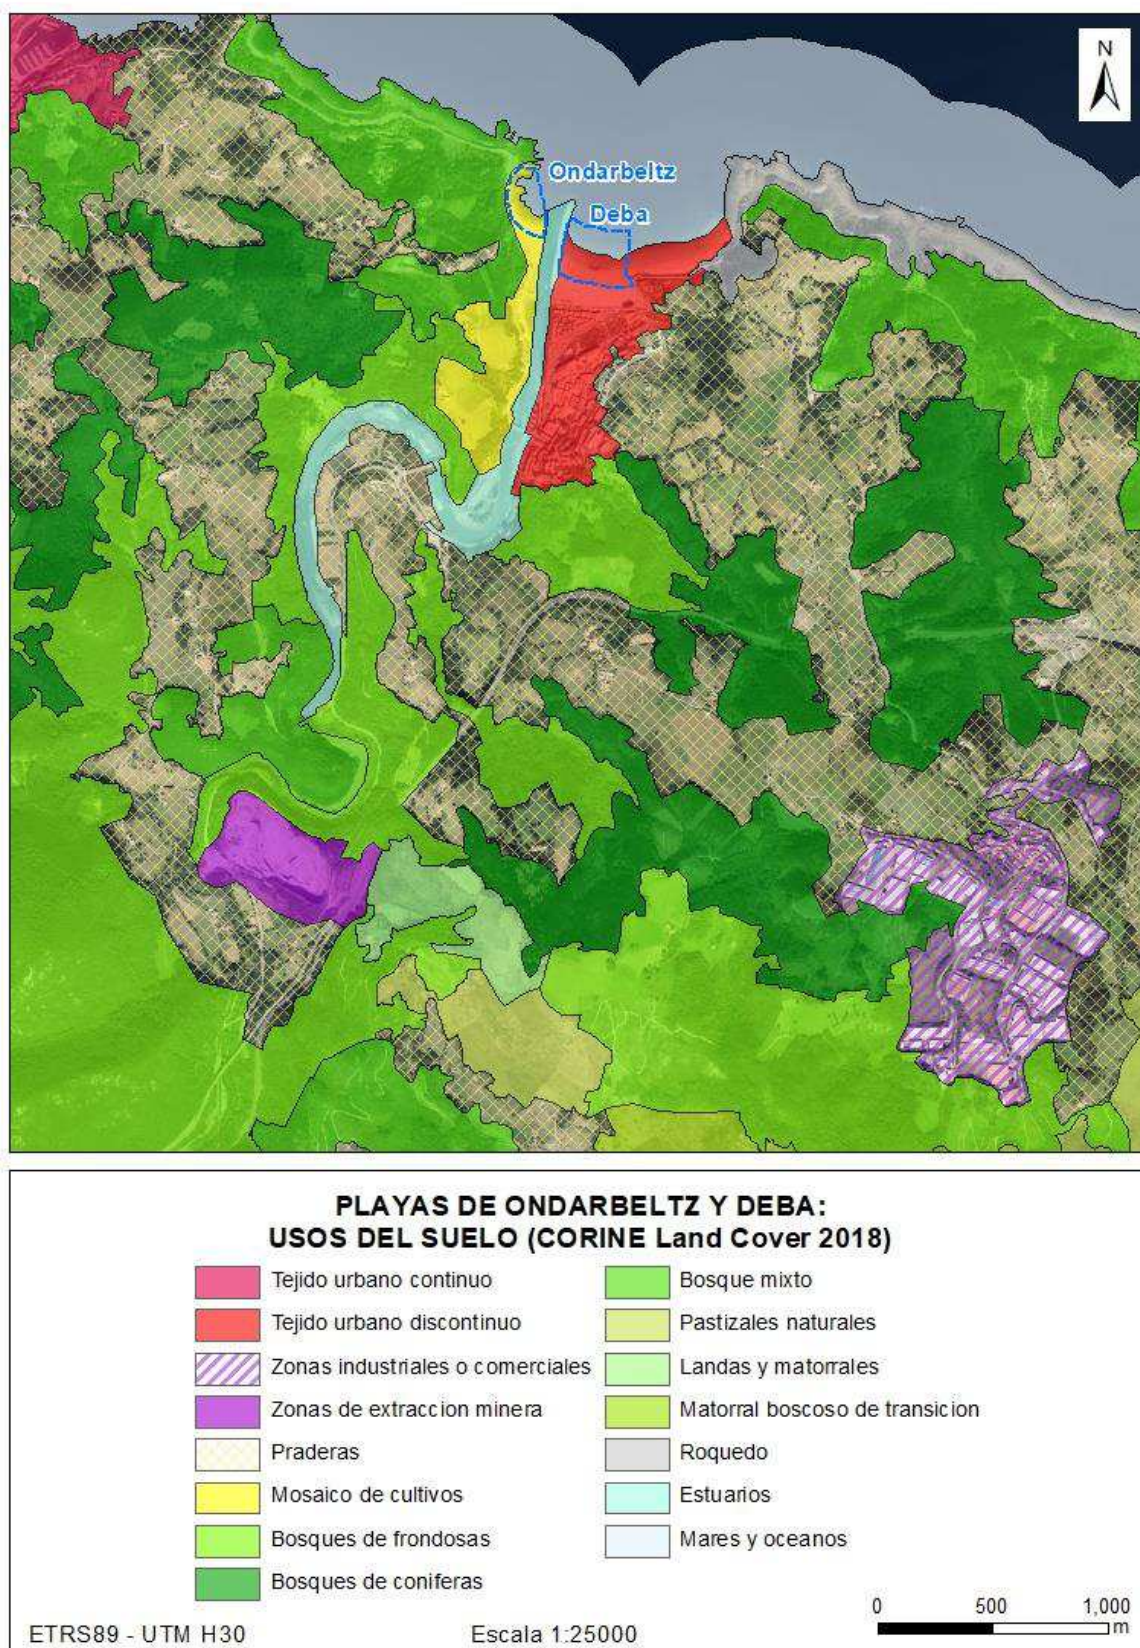 N
Ondarbeltz
Deba
PLAYAS DE ONDARBELTZ Y DEBA:
USOS DEL SUELO (CORINE Land Cover 2018)
Tejido urbano continuo
Tejido urbano discontinuo
Zonas industriales o comerciales
Zonas de extraccion minera
Praderas
Mosaico de cultivos
Bosques de frondosas
Bosques de coniferas
Bosque mixto
Pastizales naturales
Landas y matorrales
Matorral boscoso de transicion
Roquedo
Estuarios
Mares y oceanos
ETRS89 - UTM H30
Escala 1:25000
0 500 1,000
m